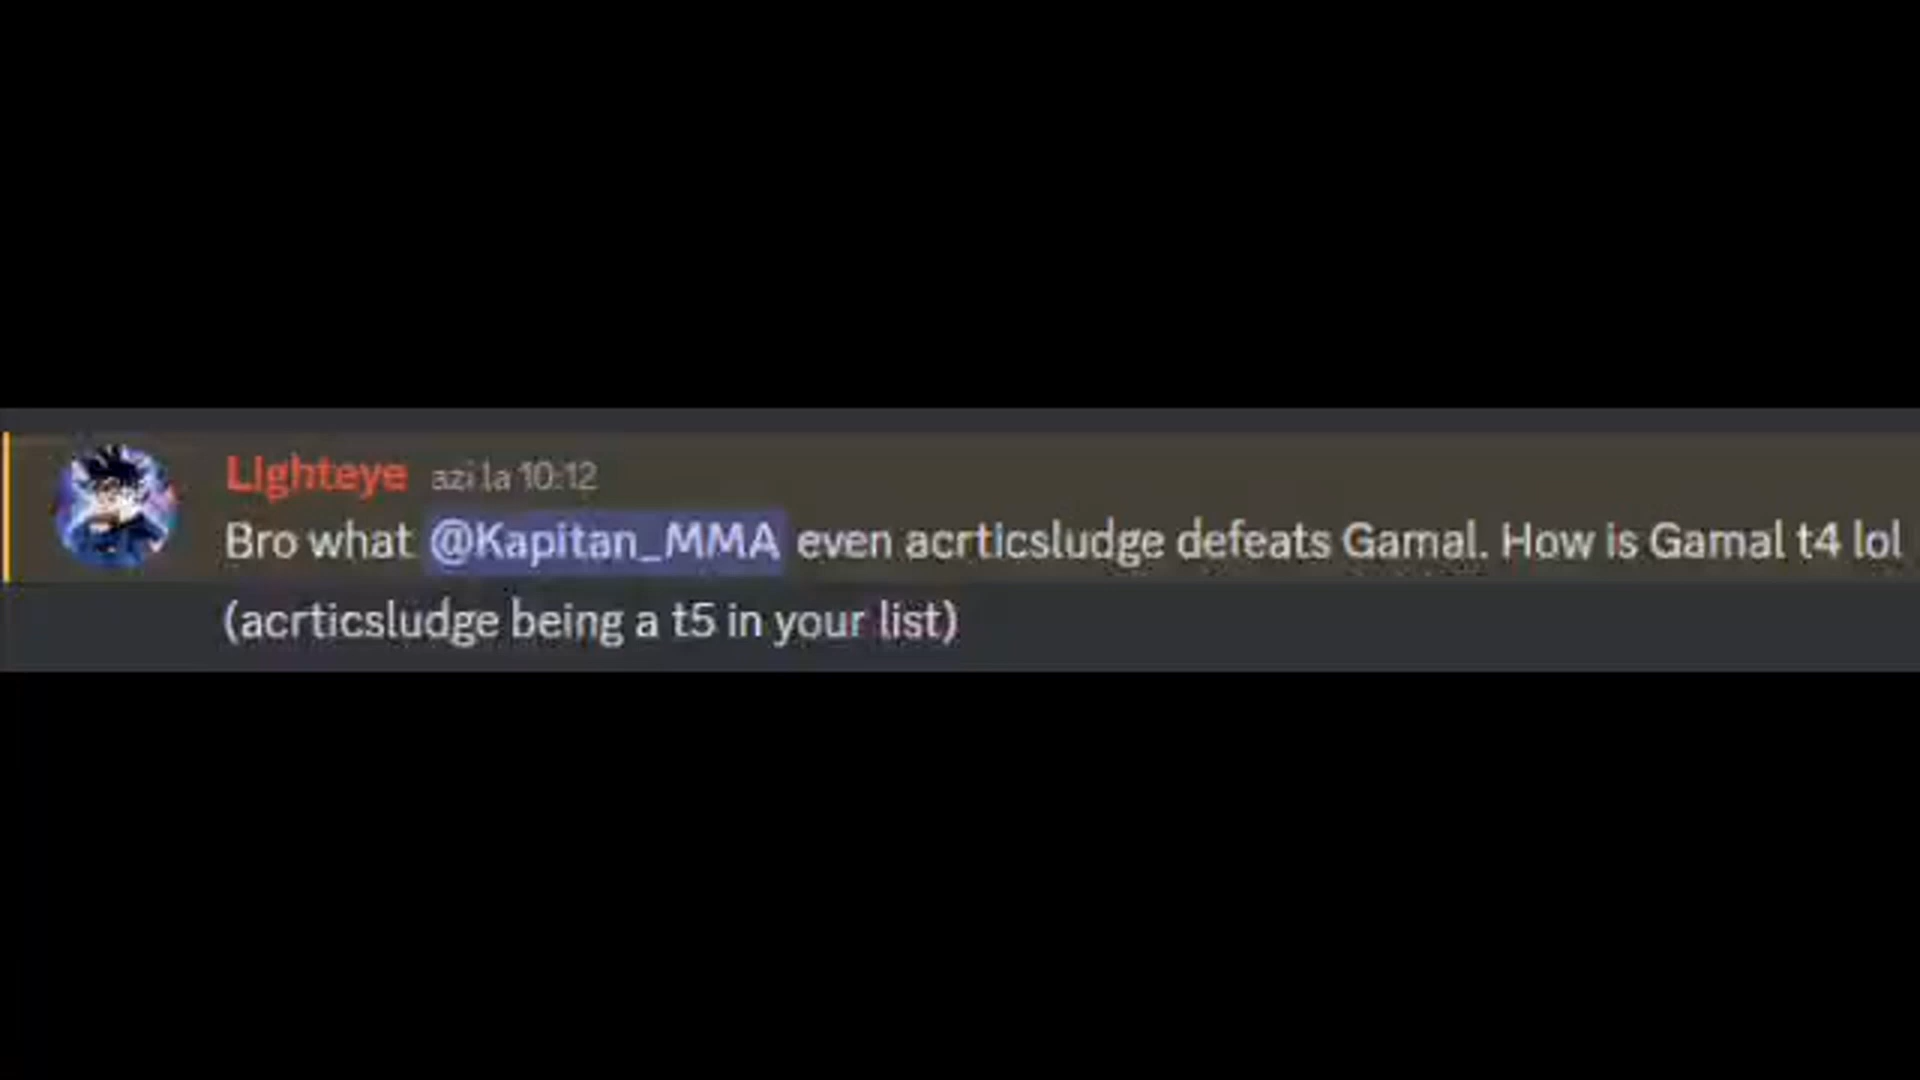 Lighteye azi la 10:12
Bro what @Kapitan_MMA even acrticsludge defeats Gamal. How is Gamal t4 lol
(acrticsludge being a t5 in your list)